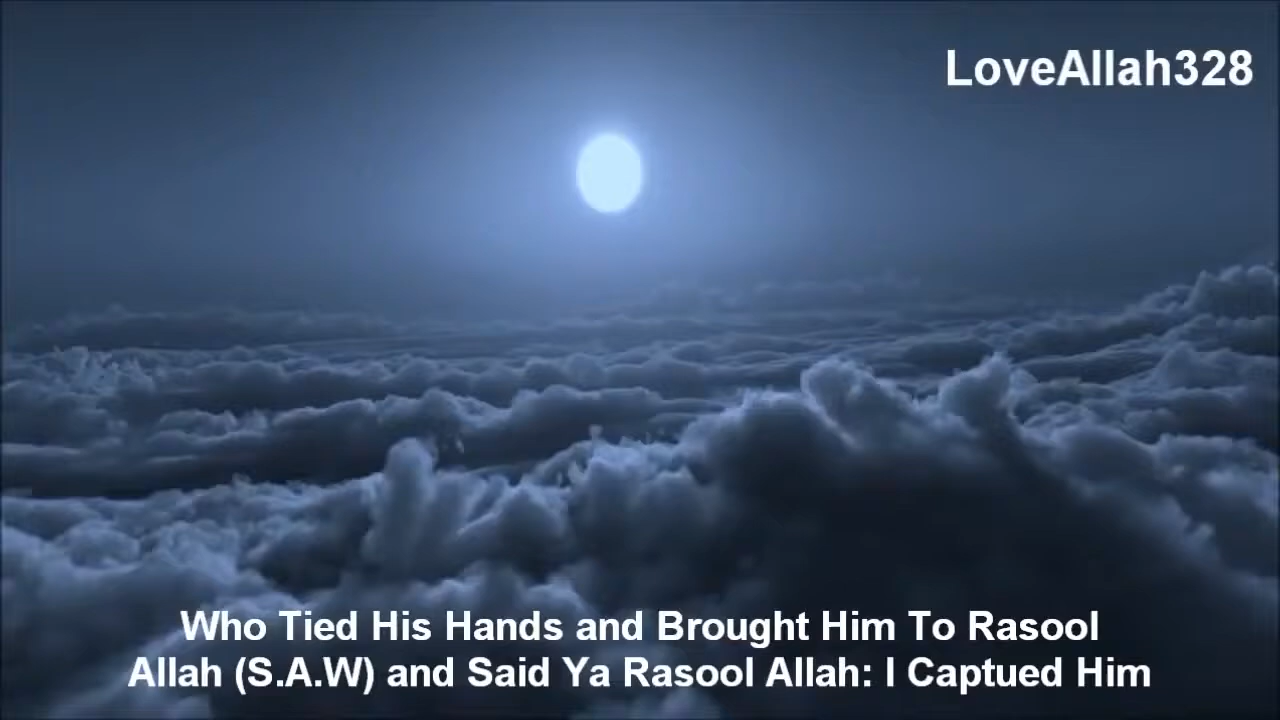 LoveAllah328
Who Tied His Hands and Brought Him To Rasool
Allah (S.A.W) and Said Ya Rasool Allah: I Captued Him